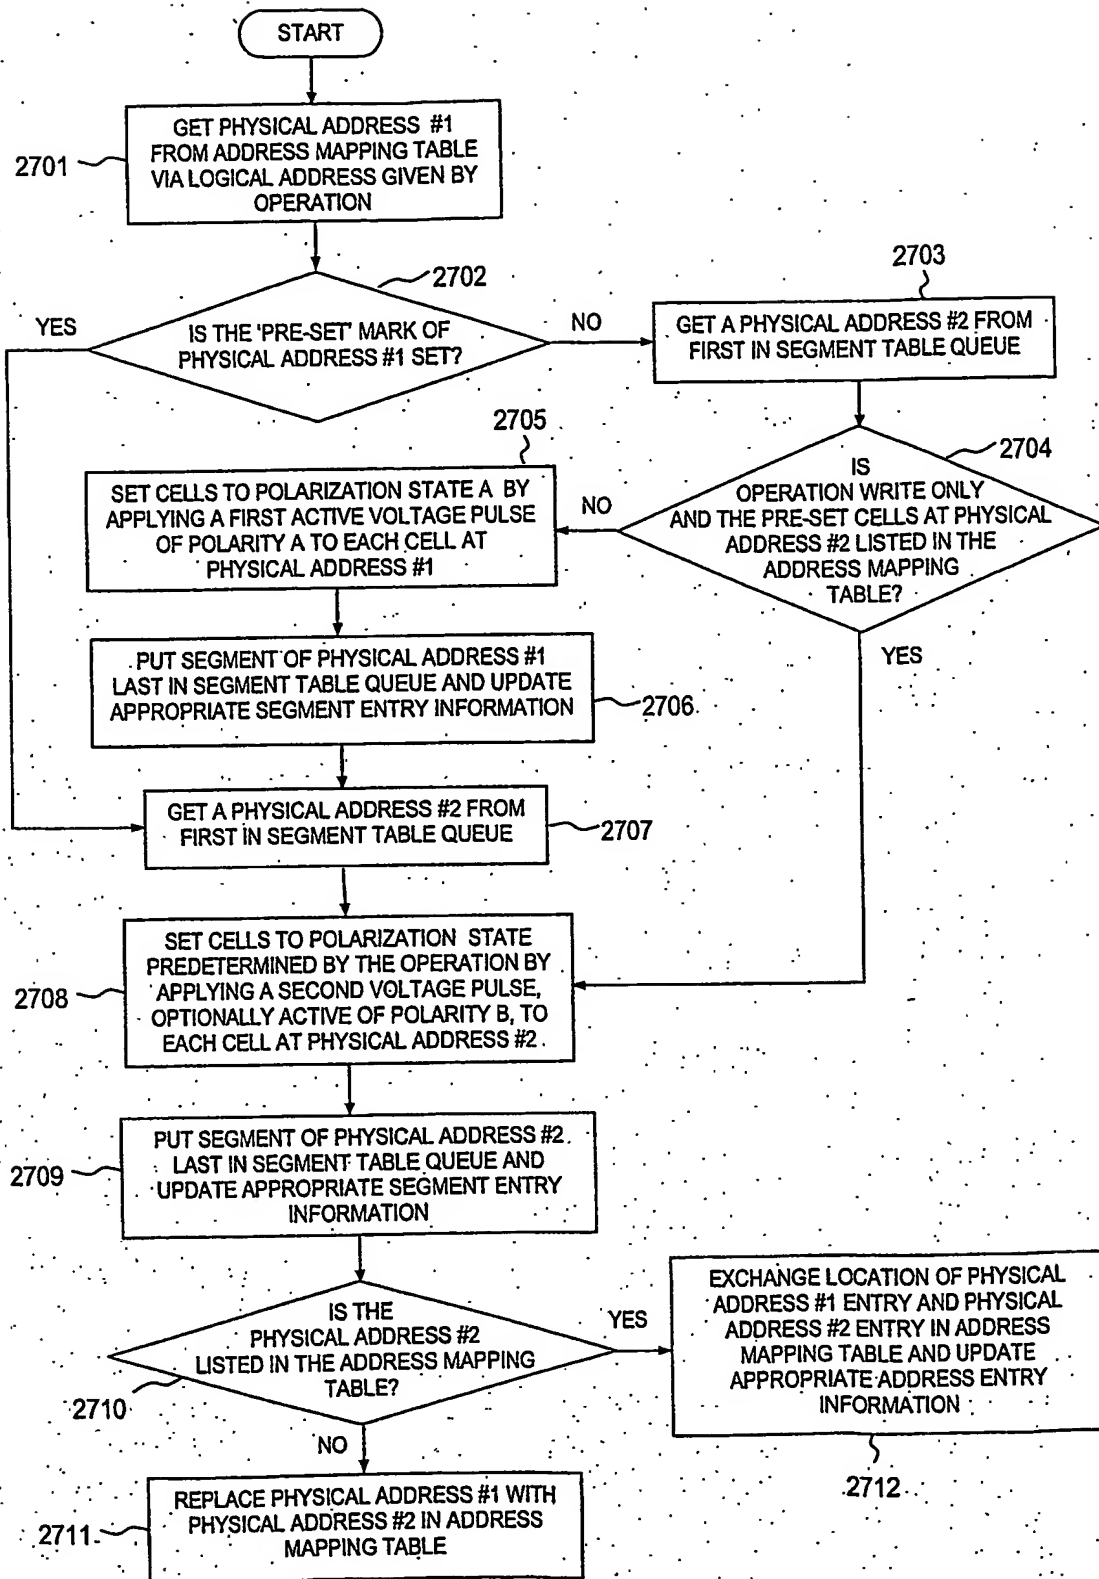 START
GET PHYSICAL ADDRESS #1
FROM ADDRESS MAPPING TABLE
VIA LOGICAL ADDRESS GIVEN BY
OPERATION
2701
2702
IS THE 'PRE-SET' MARK OF
PHYSICAL ADDRESS #1 SET?
YES
NO
2703
GET A PHYSICAL ADDRESS #2 FROM
FIRST IN SEGMENT TABLE QUEUE
2704
IS
OPERATION WRITE ONLY
AND THE PRE-SET CELLS AT PHYSICAL
ADDRESS #2 LISTED IN THE
ADDRESS MAPPING
TABLE?
NO
YES
2705
SET CELLS TO POLARIZATION STATE A BY
APPLYING A FIRST ACTIVE VOLTAGE PULSE
OF POLARITY A TO EACH CELL AT
PHYSICAL ADDRESS #1
PUT SEGMENT OF PHYSICAL ADDRESS #1
LAST IN SEGMENT TABLE QUEUE AND UPDATE
APPROPRIATE SEGMENT ENTRY INFORMATION
2706
GET A PHYSICAL ADDRESS #2 FROM
FIRST IN SEGMENT TABLE QUEUE
2707
SET CELLS TO POLARIZATION STATE
PREDETERMINED BY THE OPERATION BY
APPLYING A SECOND VOLTAGE PULSE,
OPTIONALLY ACTIVE OF POLARITY B, TO
EACH CELL AT PHYSICAL ADDRESS #2
2708
PUT SEGMENT OF PHYSICAL ADDRESS #2
LAST IN SEGMENT TABLE QUEUE AND
UPDATE APPROPRIATE SEGMENT ENTRY
INFORMATION
2709
IS THE
PHYSICAL ADDRESS #2
LISTED IN THE ADDRESS MAPPING
TABLE?
2710
YES
NO
EXCHANGE LOCATION OF PHYSICAL
ADDRESS #1 ENTRY AND PHYSICAL
ADDRESS #2 ENTRY IN ADDRESS
MAPPING TABLE AND UPDATE
APPROPRIATE ADDRESS ENTRY
INFORMATION
2712
REPLACE PHYSICAL ADDRESS #1 WITH
PHYSICAL ADDRESS #2 IN ADDRESS
MAPPING TABLE
2711